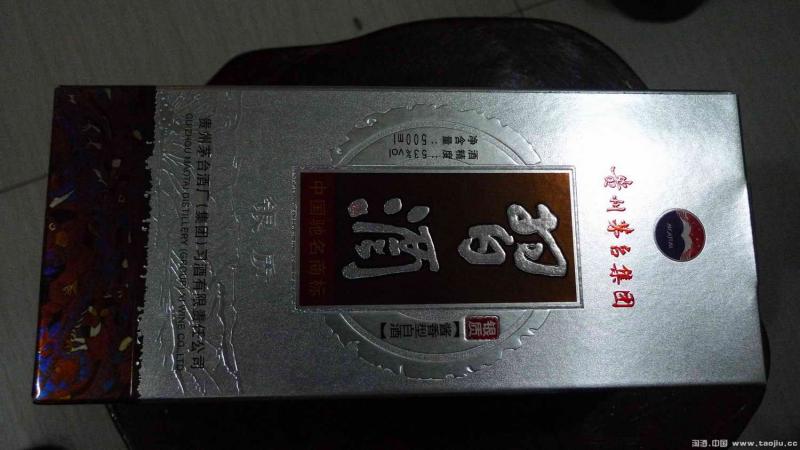 贵州茅台集团
MOUTAI
習酒
中国驰名商标
酒精度：53%vol
净含量：500ml
银质
酱香型白酒
贵州茅台酒厂(集团)习酒有限责任公司
GUIZHOU MAOTAI DISTILLERY (GROUP) XIJIU WINE CO.,LTD.
淘酒.中国 www.taojiu.cc